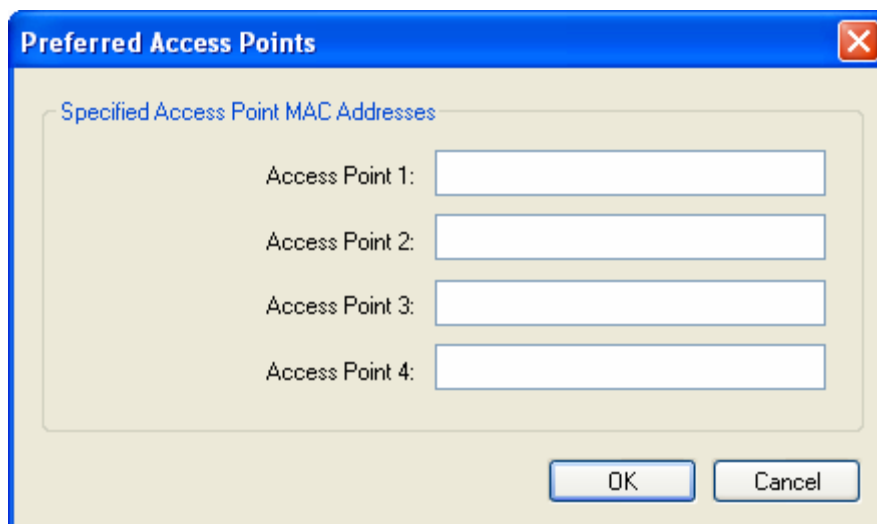 Preferred Access Points
Specified Access Point MAC Addresses
Access Point 1:
Access Point 2:
Access Point 3:
Access Point 4:
OK
Cancel